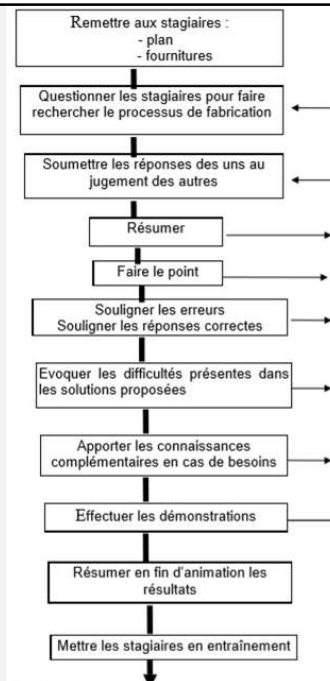 Remettre aux stagiaires :
- plan
- fournitures
Questionner les stagiaires pour faire
rechercher le processus de fabrication
Soumettre les réponses des uns au
jugement des autres
Résumer
Faire le point
Souligner les erreurs
Souligner les réponses correctes
Evoquer les difficultés présentes dans
les solutions proposées
Apporter les connaissances
complémentaires en cas de besoins
Effectuer les démonstrations
Résumer en fin d'animation les
résultats
Mettre les stagiaires en entraînement